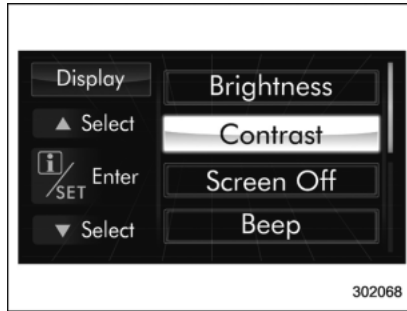 Display
▲ Select
i/SET Enter
▼ Select
Brightness
Contrast
Screen Off
Beep
302068